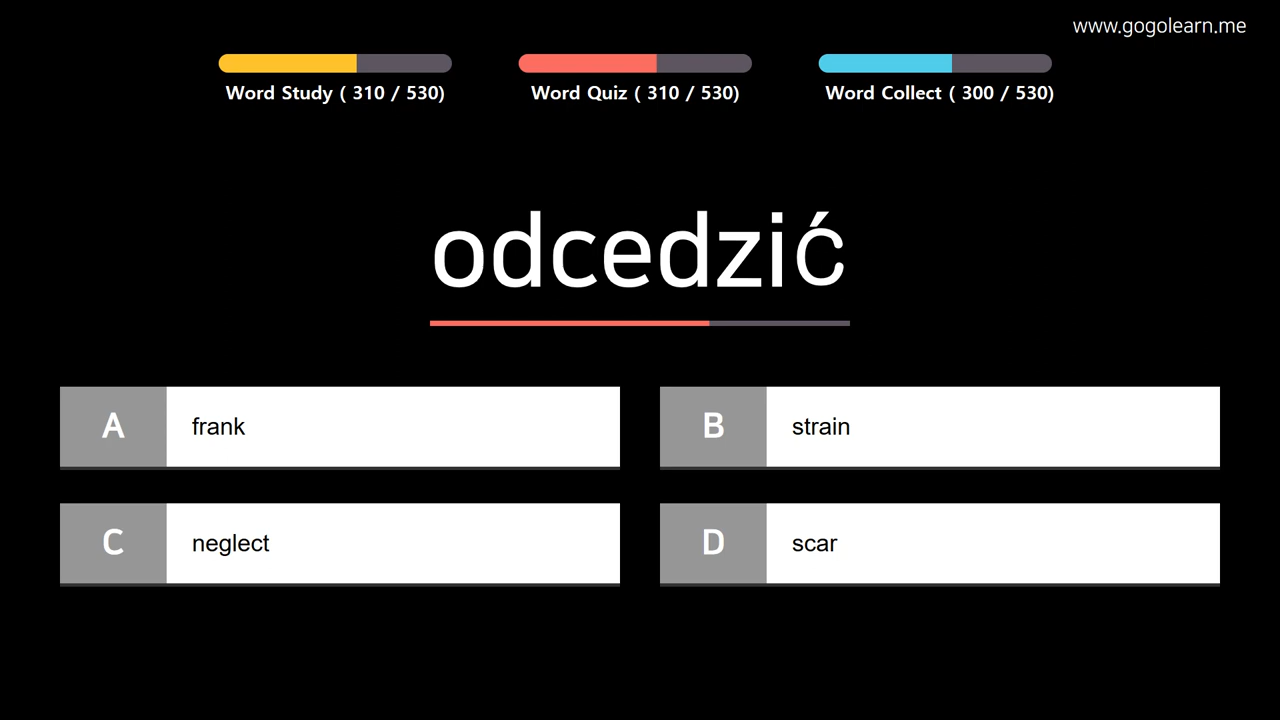 www.gogolearn.me
Word Study ( 310 / 530)
Word Quiz ( 310 / 530)
Word Collect ( 300 / 530)
odcedzić
A frank
B strain
C neglect
D scar